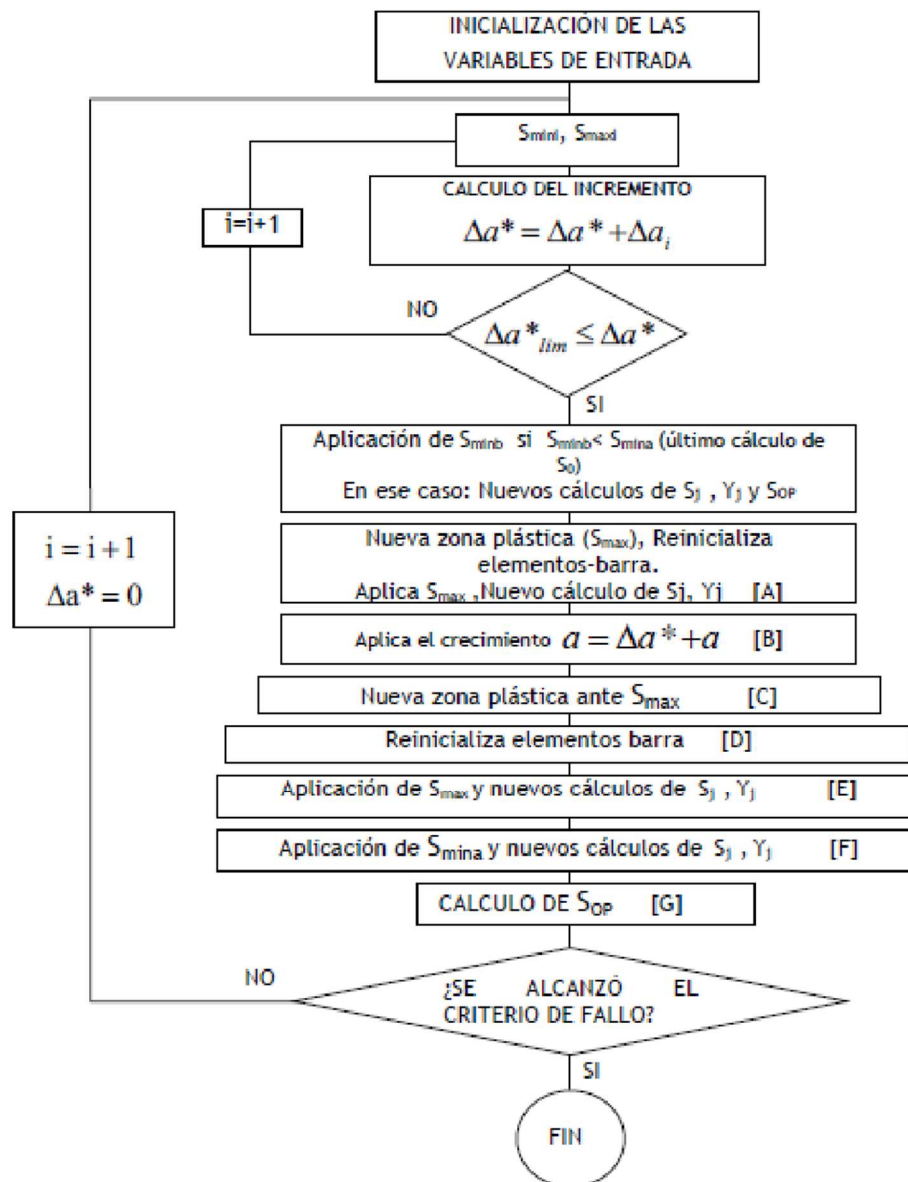 INICIALIZACIÓN DE LAS
VARIABLES DE ENTRADA
Smini, Smaxi
CALCULO DEL INCREMENTO
Δa* = Δa* + Δa_i
i=i+1
NO
Δa*_lim ≤ Δa*
SI
Aplicación de Sminb si Sminb< Smina (último cálculo de
S₀)
En ese caso: Nuevos cálculos de Sj , Yj y SOP
Nueva zona plástica (Smax), Reinicializa
elementos-barra.
Aplica Smax ,Nuevo cálculo de Sj, Yj [A]
i = i + 1
Δa* = 0
Aplica el crecimiento a = Δa* + a [B]
Nueva zona plástica ante Smax [C]
Reinicializa elementos barra [D]
Aplicación de Smax y nuevos cálculos de Sj , Yj [E]
Aplicación de Smina y nuevos cálculos de Sj , Yj [F]
CALCULO DE SOP [G]
NO
¿SE ALCANZÓ EL
CRITERIO DE FALLO?
SI
FIN